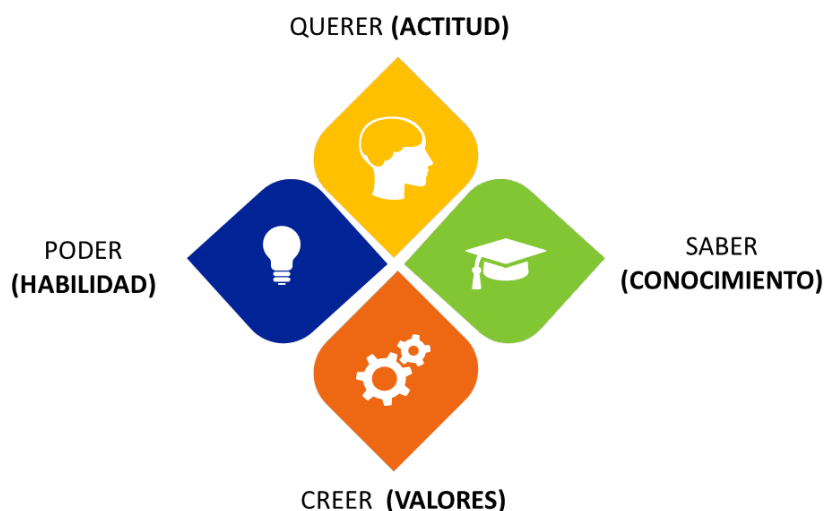 QUERER (ACTITUD)
PODER
(HABILIDAD)
SABER
(CONOCIMIENTO)
CREER (VALORES)